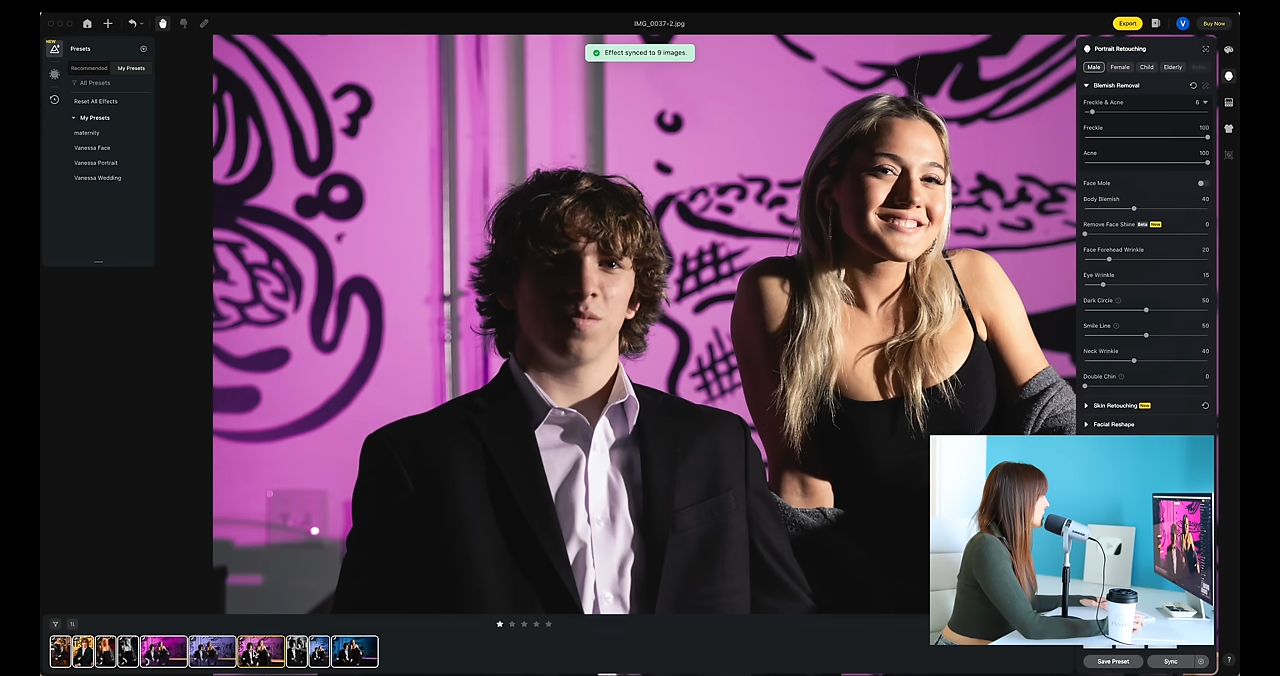 IMG_0037-2.jpg
Export
V
Buy Now
NEW
Presets
Recommended
My Presets
All Presets
Reset All Effects
My Presets
maternity
Vanessa Face
Vanessa Portrait
Vanessa Wedding
Effect synced to 9 images.
Portrait Retouching
Male
Female
Child
Elderly
Blemish Removal
Freckle & Acne 6
Freckle 100
Acne 100
Face Mole
Body Blemish 40
Remove Face Shine Beta New 0
Face Forehead Wrinkle 20
Eye Wrinkle 15
Dark Circle 50
Smile Line 50
Neck Wrinkle 40
Double Chin 0
Skin Retouching New
Facial Reshape
Save Preset
Sync
?